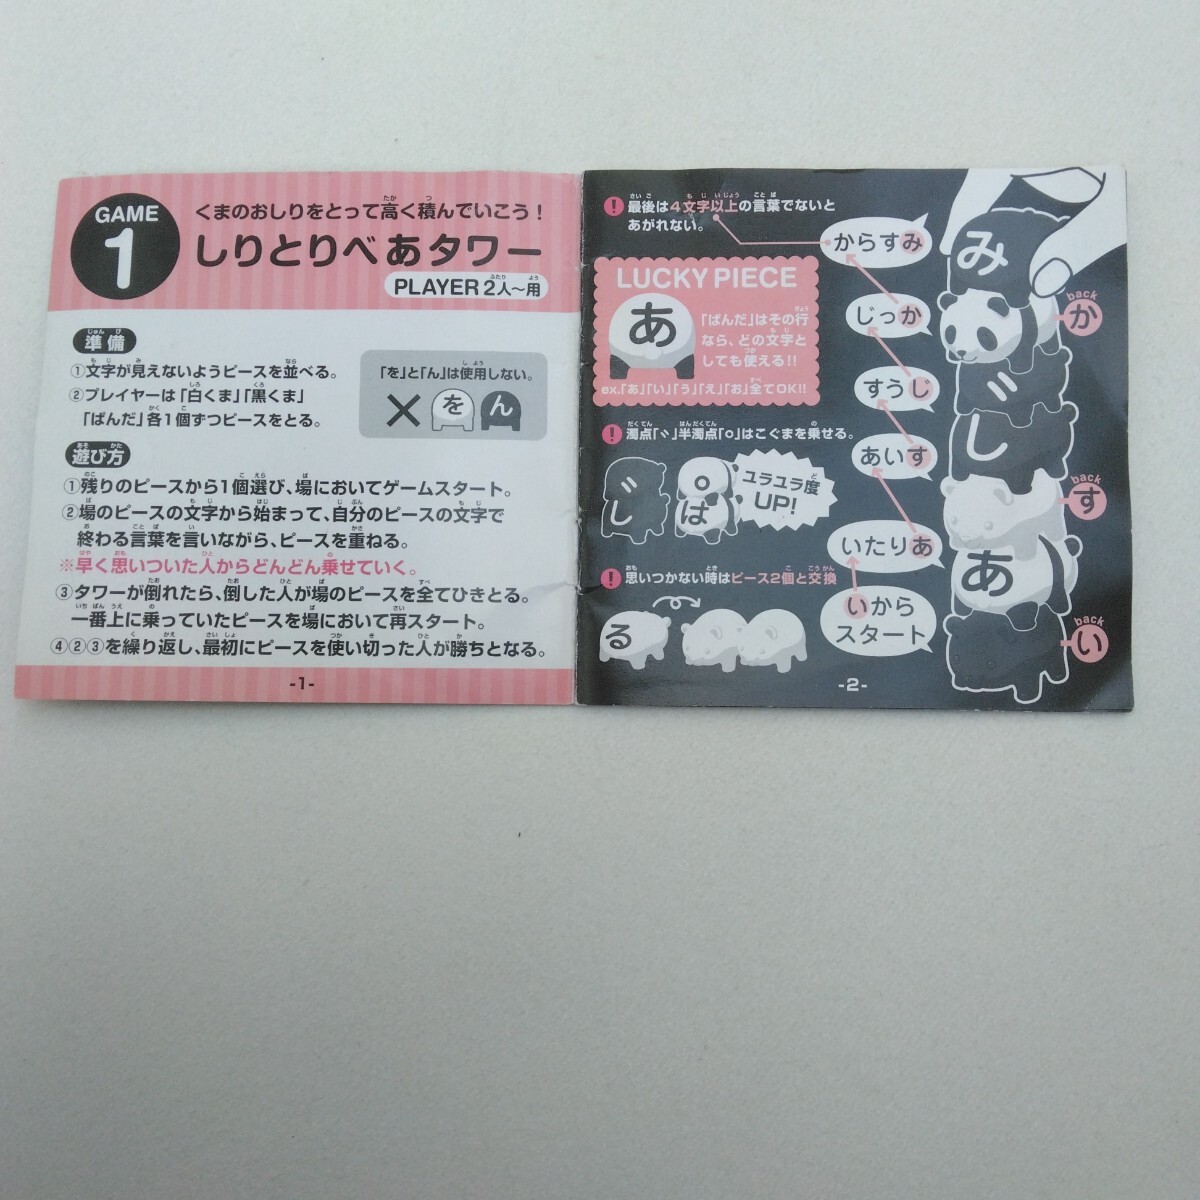 GAME
1
くまのおしりをとって高く積んでいこう!
しりとりべあタワー
PLAYER 2人〜用
準備
①文字が見えないようピースを並べる。
②プレイヤーは「白くま」「黒くま」
「ぱんだ」各1個ずつピースをとる。
「を」と「ん」は使用しない。
を ん
遊び方
①残りのピースから1個選び、場においてゲームスタート。
②場のピースの文字から始まって、自分のピースの文字で
終わる言葉を言いながら、ピースを重ねる。
※早く思いついた人からどんどん乗せていく。
③タワーが倒れたら、倒した人が場のピースを全てひきとる。
一番上に乗っていたピースを場において再スタート。
④②③を繰り返し、最初にピースを使い切った人が勝ちとなる。
-1-
! 最後は4文字以上の言葉でないと
あがれない。
LUCKY PIECE
あ
「ぱんだ」はその行
なら、どの文字と
しても使える!!
ex.「あ」「い」「う」「え」「お」全てOK!!
! 濁点「゛」半濁点「゜」はこぐまを乗せる。
゛し
゜は
ユラユラ度
UP!
! 思いつかない時はピース2個と交換
る
からすみ
じっか
すうじ
あいす
いたりあ
いから
スタート
み
back
か
゛
し
back
す
あ
back
い
-2-